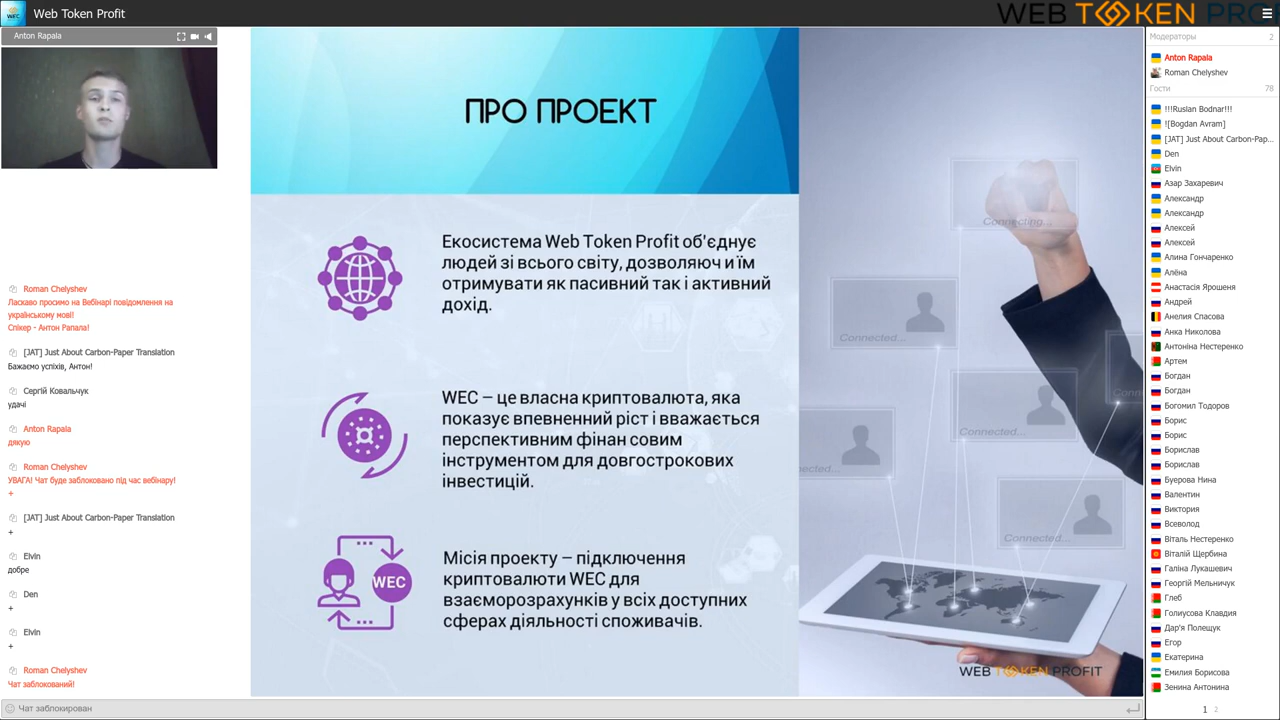 WEC
Web Token Profit
WEB TOKEN PROF
Anton Rapala
Roman Chelyshev
Ласкаво просимо на Вебінарі повідомлення на
українському мові!
Спікер - Антон Рапала!
[JAT] Just About Carbon-Paper Translation
Бажаємо успіхів, Антон!
Сергій Ковальчук
удачі
Anton Rapala
дякую
Roman Chelyshev
УВАГА! Чат буде заблоковано під час вебінару!
+
[JAT] Just About Carbon-Paper Translation
+
Elvin
добре
Den
+
Elvin
+
Roman Chelyshev
Чат заблокований!
Чат заблокирован
ПРО ПРОЕКТ
Екосистема Web Token Profit об'єднує
людей зі всього світу, дозволяюч и їм
отримувати як пасивний так і активний
дохід.
WEC – це власна криптовалюта, яка
показує впевненний ріст і вважається
перспективним фінан совим
інструментом для довгострокових
інвестицій.
WEC
Місія проекту – підключення
криптовалюти WEC для
взаєморозрахунків у всіх доступних
сферах діяльності споживачів.
Connecting...
Connected...
Connected...
Connected...
WEB TOKEN PROFIT
Модераторы 2
Anton Rapala
Roman Chelyshev
Гости 78
!!!Ruslan Bodnar!!!
![Bogdan Avram]
[JAT] Just About Carbon-Pap...
Den
Elvin
Азар Захаревич
Александр
Александр
Алексей
Алексей
Алина Гончаренко
Алёна
Анастасія Ярошеня
Андрей
Анелия Спасова
Анка Николова
Антоніна Нестеренко
Артем
Богдан
Богдан
Богомил Тодоров
Борис
Борис
Борислав
Борислав
Буерова Нина
Валентин
Виктория
Всеволод
Віталь Нестеренко
Віталій Щербина
Галіна Лукашевич
Георгій Мельничук
Глеб
Голиусова Клавдия
Дар'я Полещук
Егор
Екатерина
Емилия Борисова
Зенина Антонина
1 2